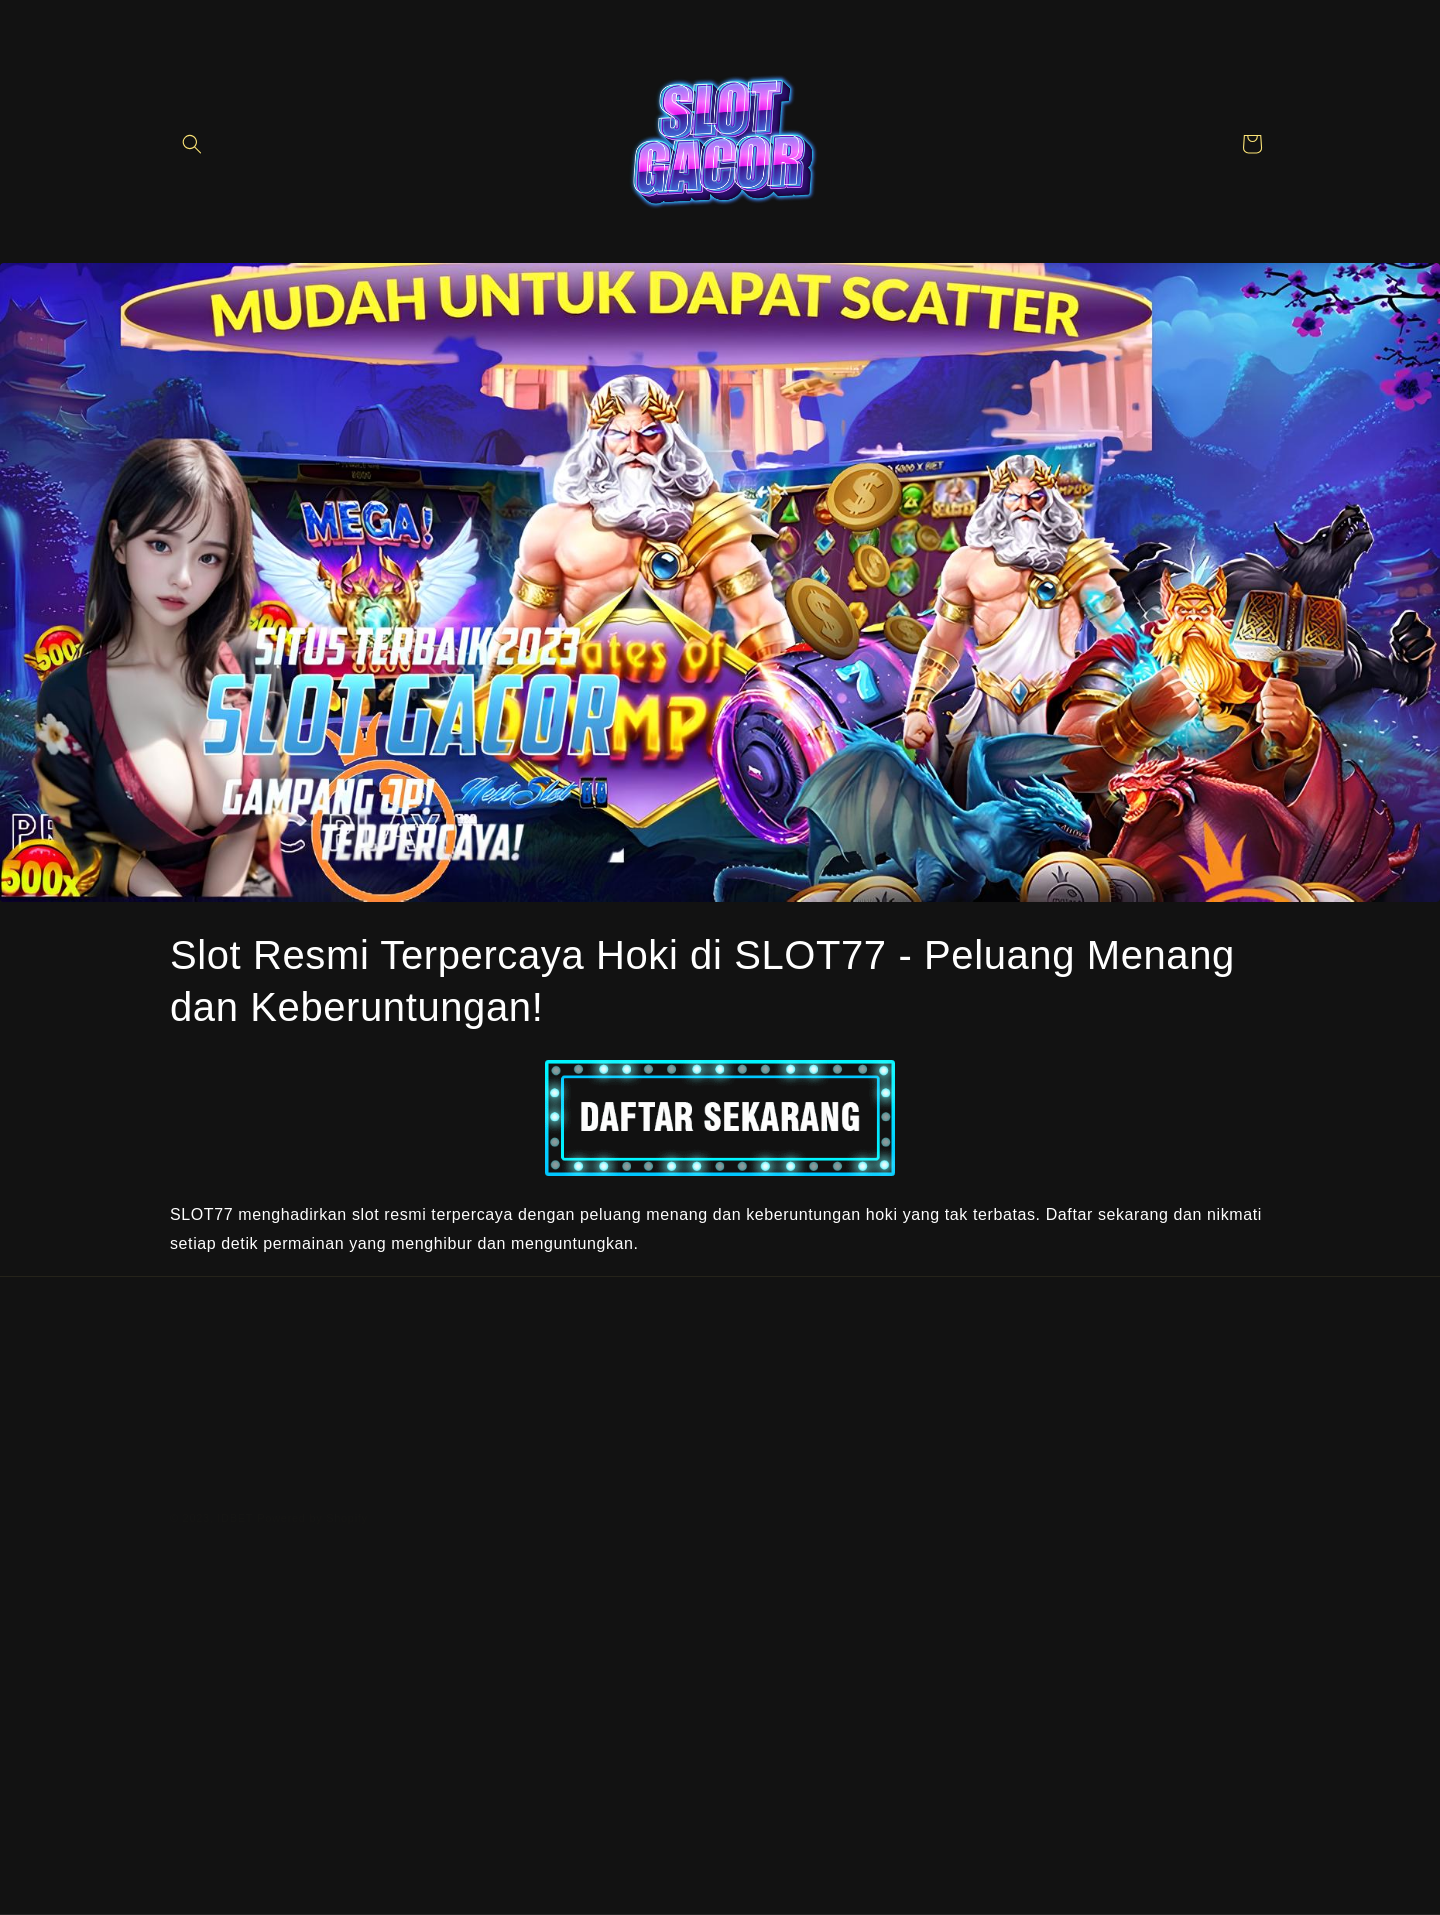 SLOT
GACOR
MUDAH UNTUK DAPAT SCATTER
MEGA!
SITUS TERBAIK 2023
SLOT GACOR
GAMPANG JP!
TERPERCAYA!
500x
500x
Slot Resmi Terpercaya Hoki di SLOT77 - Peluang Menang
dan Keberuntungan!
DAFTAR SEKARANG
SLOT77 menghadirkan slot resmi terpercaya dengan peluang menang dan keberuntungan hoki yang tak terbatas. Daftar sekarang dan nikmati
setiap detik permainan yang menghibur dan menguntungkan.